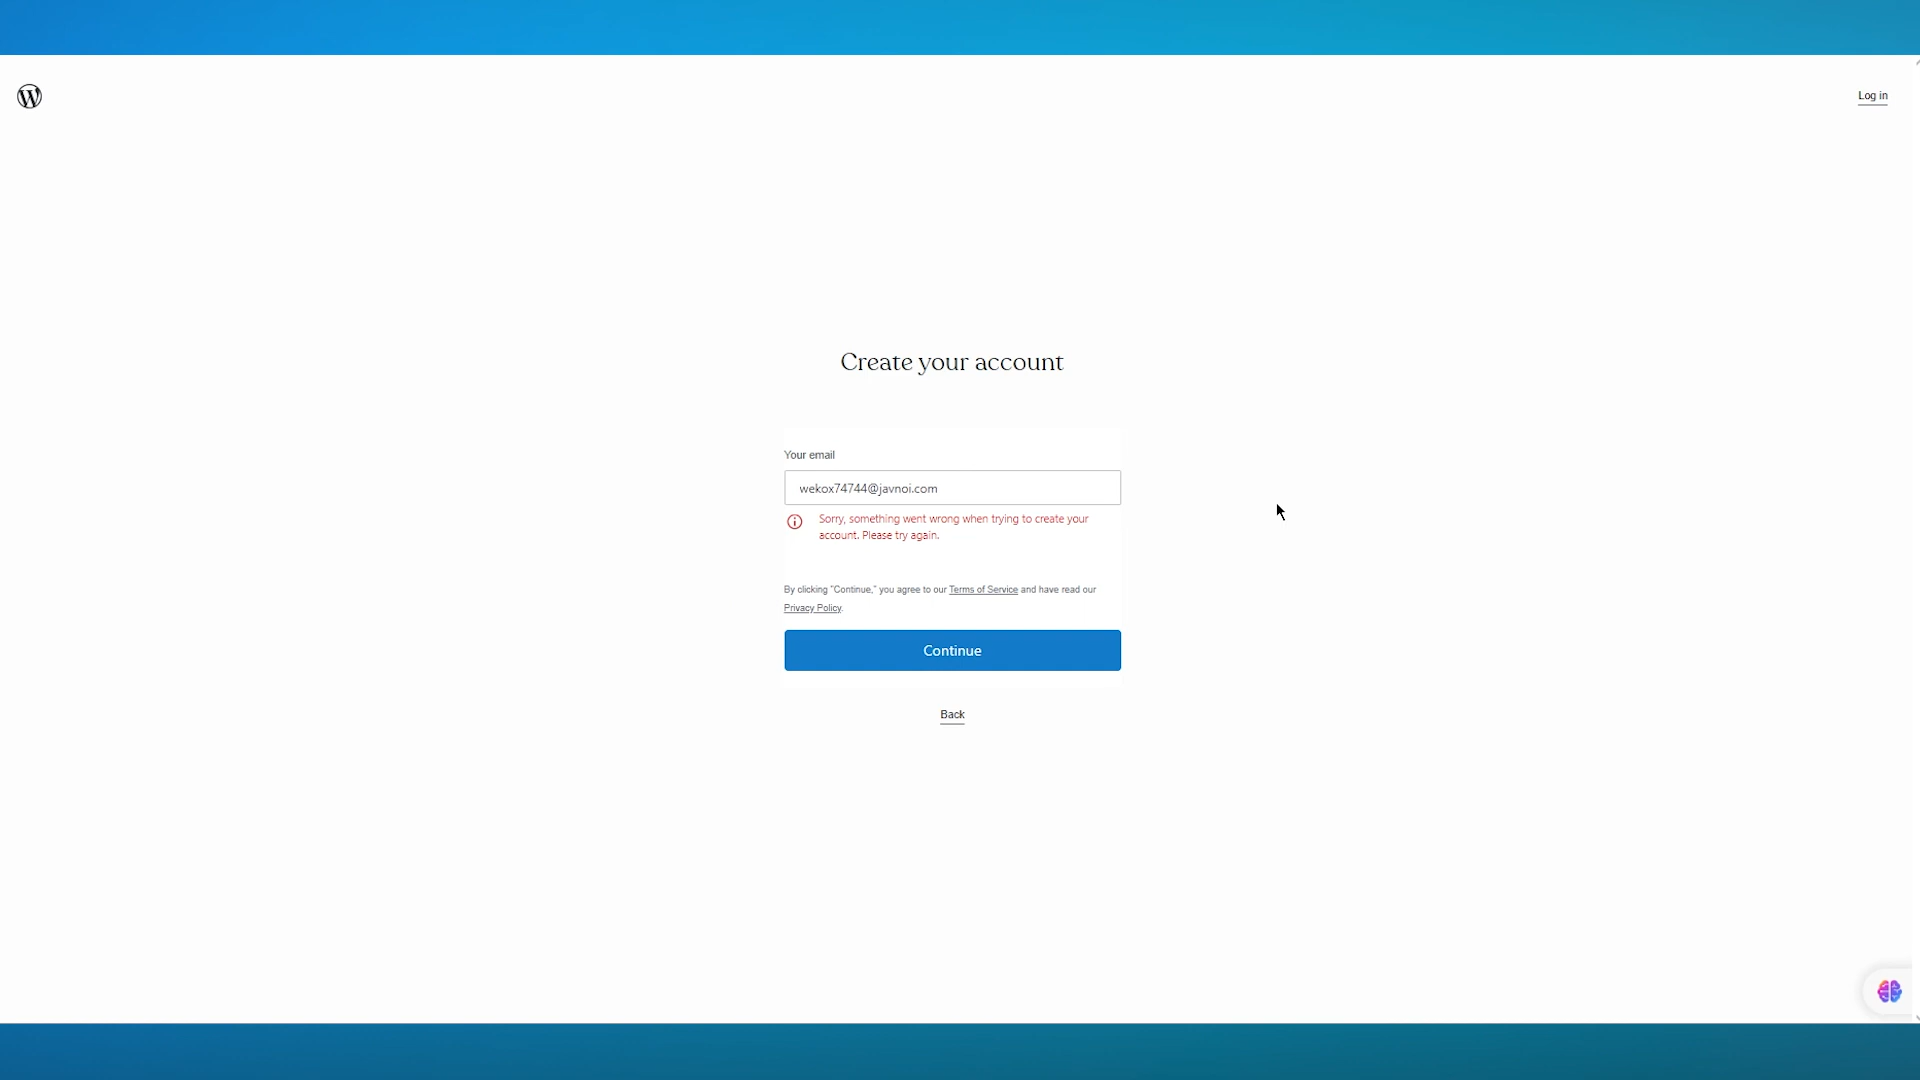 Log in
Create your account
Your email
wekox74744@javnoi.com
Sorry, something went wrong when trying to create your
account. Please try again.
By clicking "Continue," you agree to our Terms of Service and have read our
Privacy Policy.
Continue
Back